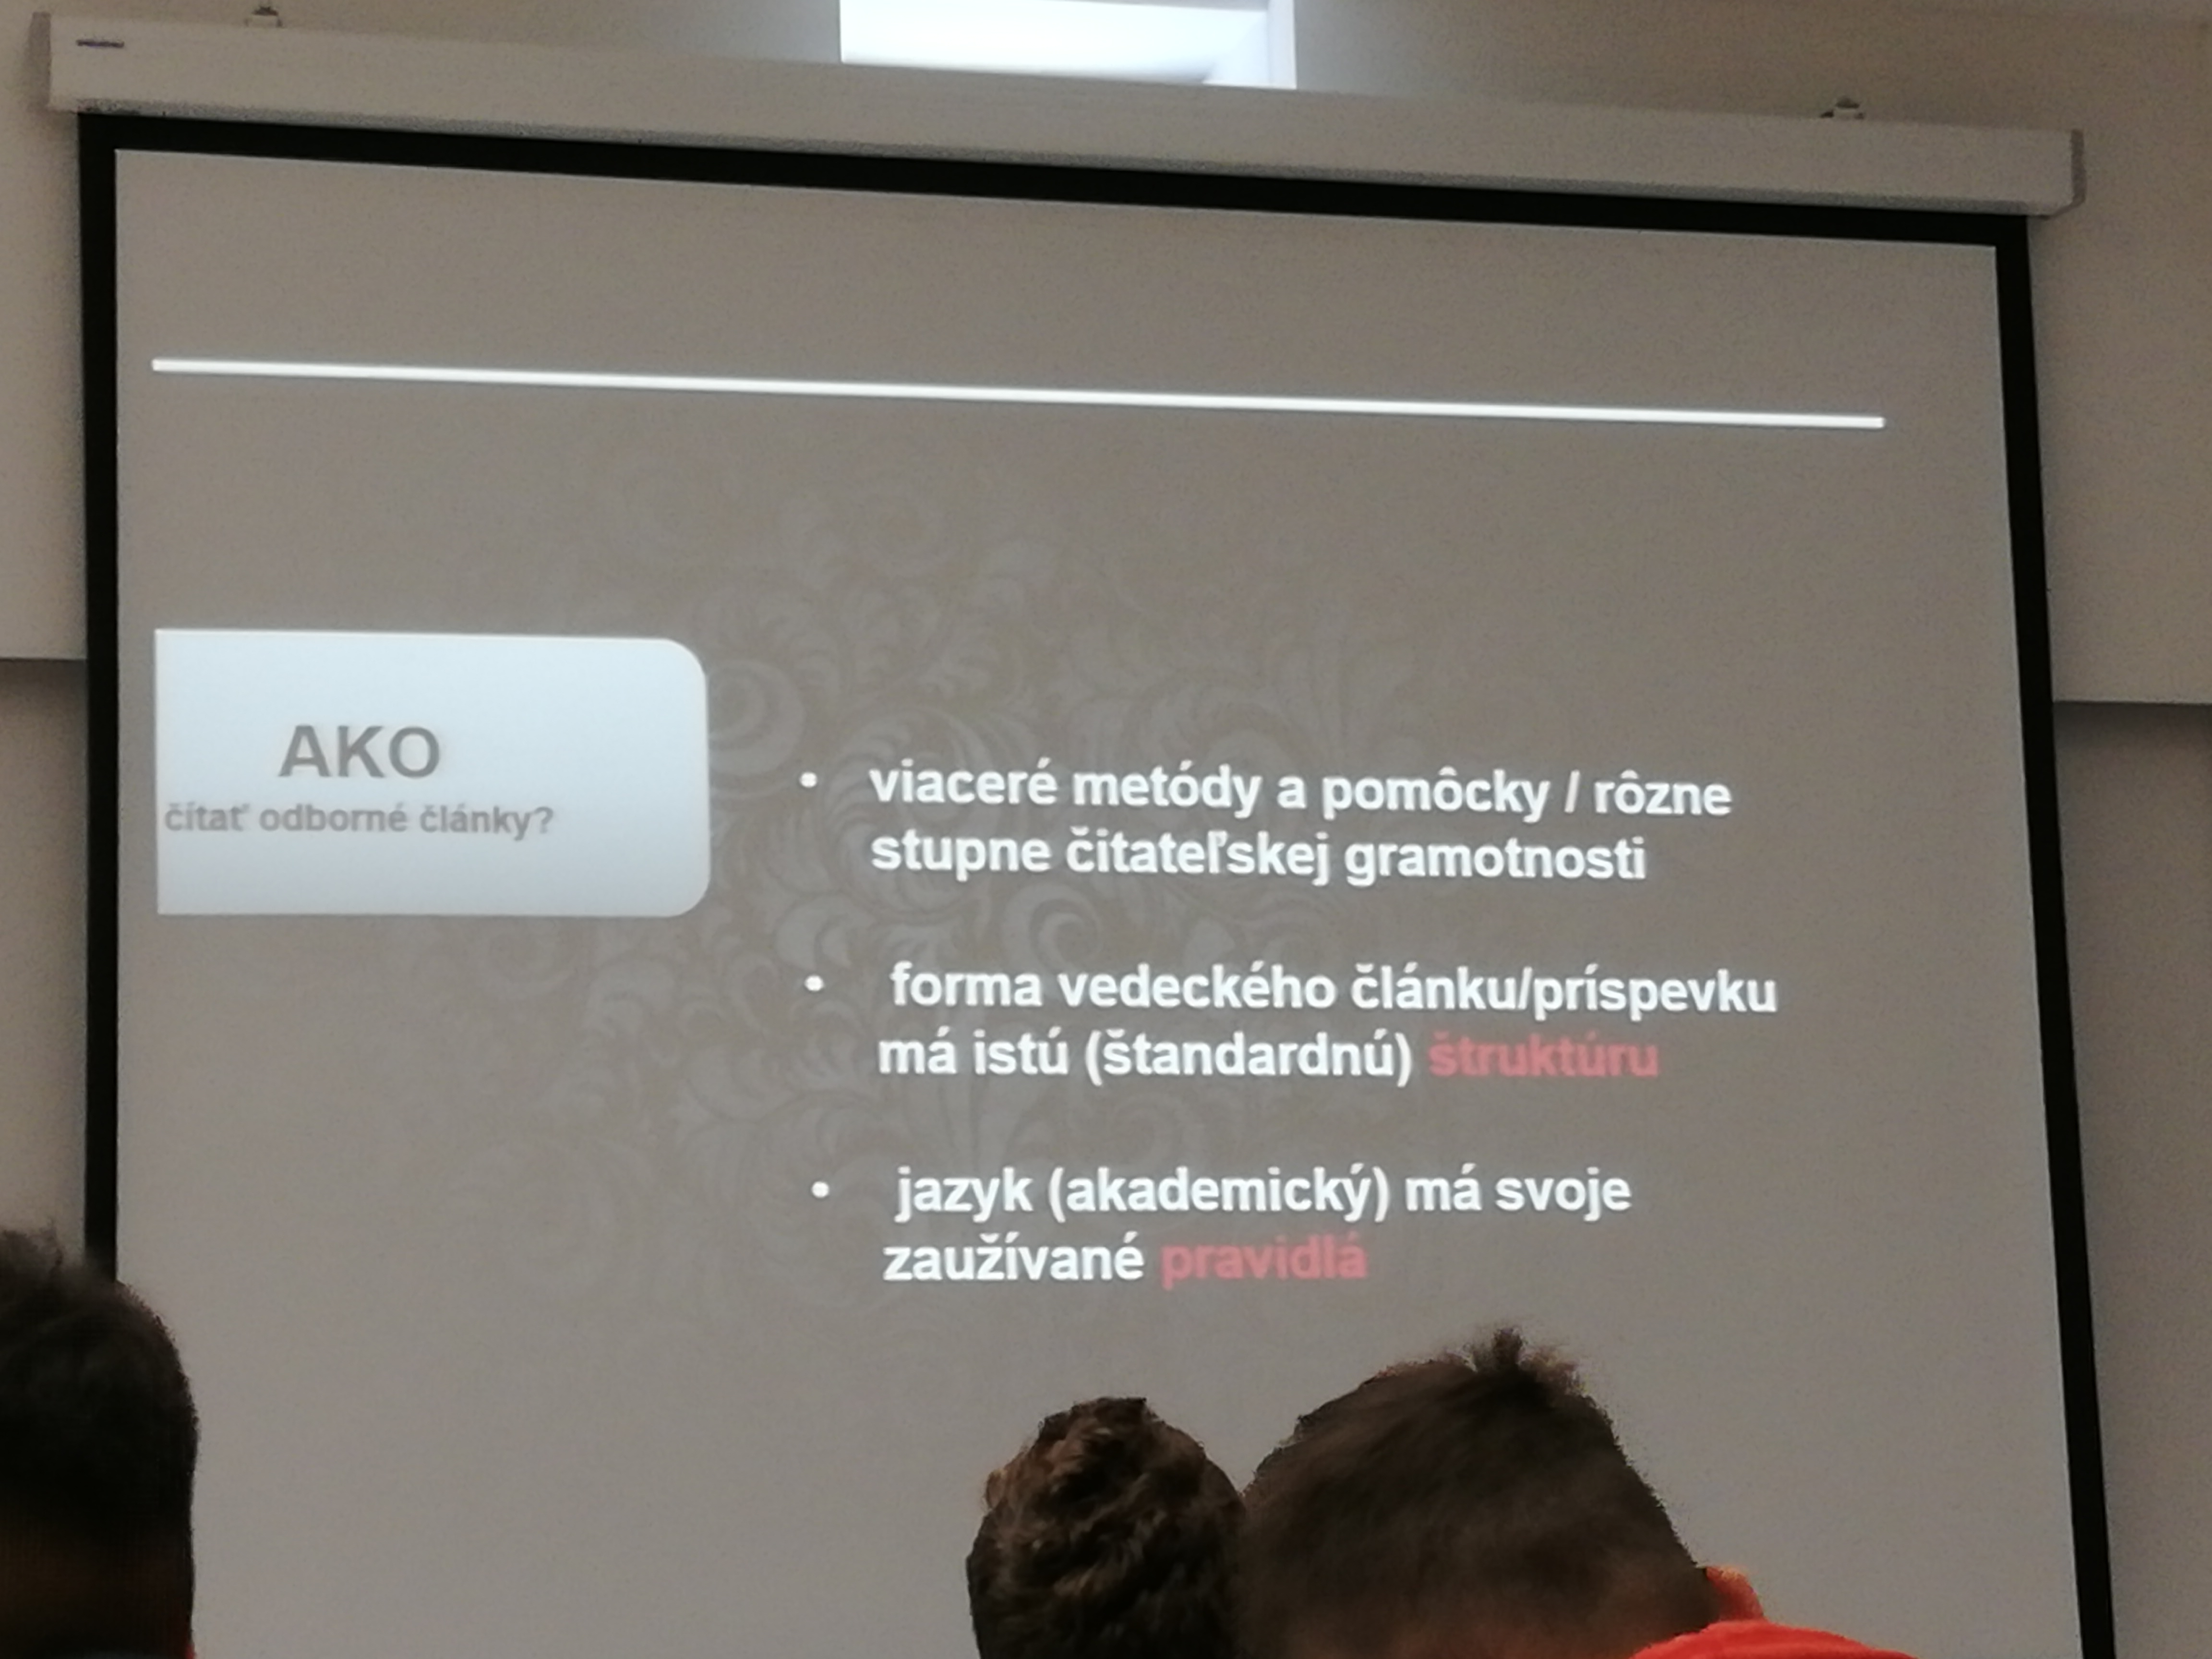 AKO
čítať odborné články?
• viaceré metódy a pomôcky / rôzne
stupne čitateľskej gramotnosti
• forma vedeckého článku/príspevku
má istú (štandardnú) štruktúru
• jazyk (akademický) má svoje
zaužívané pravidlá